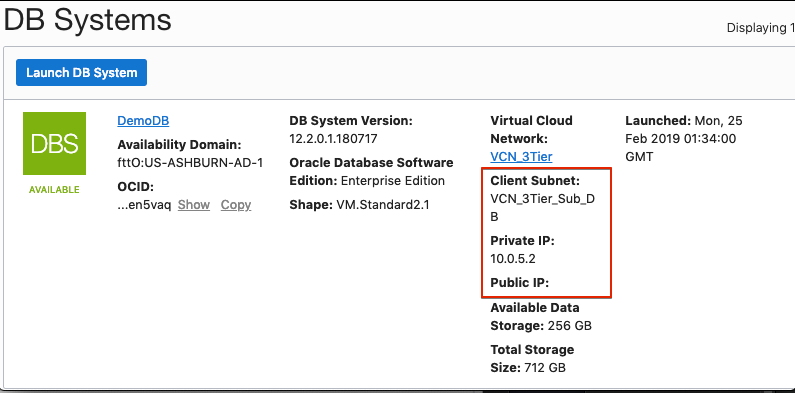 DB Systems
Displaying 1
Launch DB System
DBS
AVAILABLE
DemoDB
Availability Domain:
fttO:US-ASHBURN-AD-1
OCID:
...en5vaq Show Copy
DB System Version:
12.2.0.1.180717
Oracle Database Software
Edition: Enterprise Edition
Shape: VM.Standard2.1
Virtual Cloud
Network:
VCN_3Tier
Client Subnet:
VCN_3Tier_Sub_D
B
Private IP:
10.0.5.2
Public IP:
Available Data
Storage: 256 GB
Total Storage
Size: 712 GB
Launched: Mon, 25
Feb 2019 01:34:00
GMT